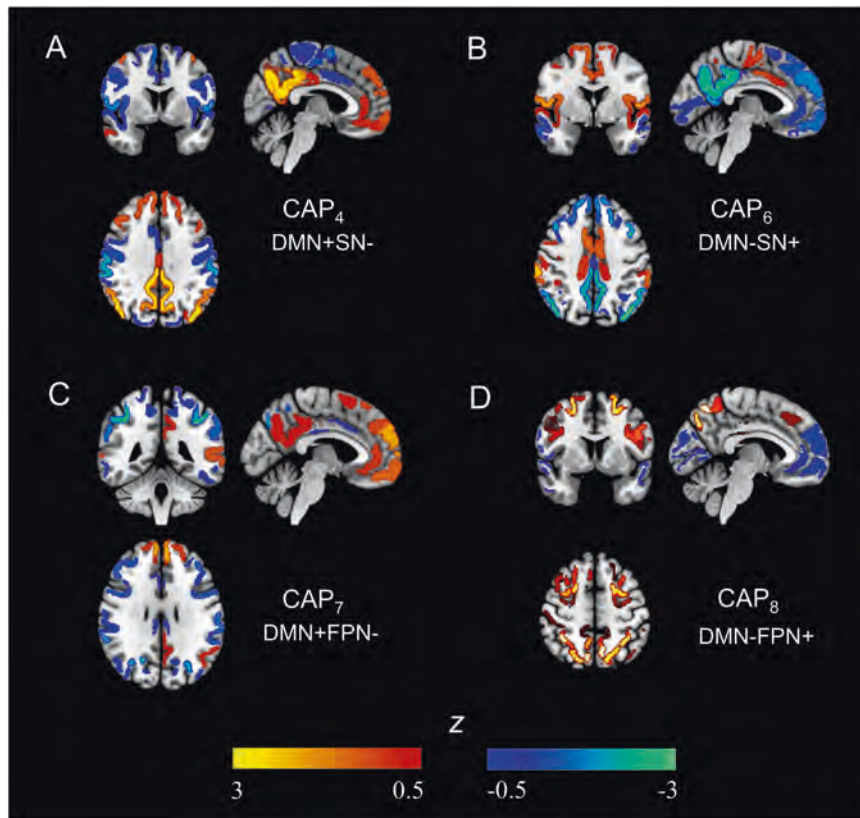 A
B
CAP₄
DMN+SN-
CAP₆
DMN-SN+
C
D
CAP₇
DMN+FPN-
CAP₈
DMN-FPN+
z
3 0.5 -0.5 -3